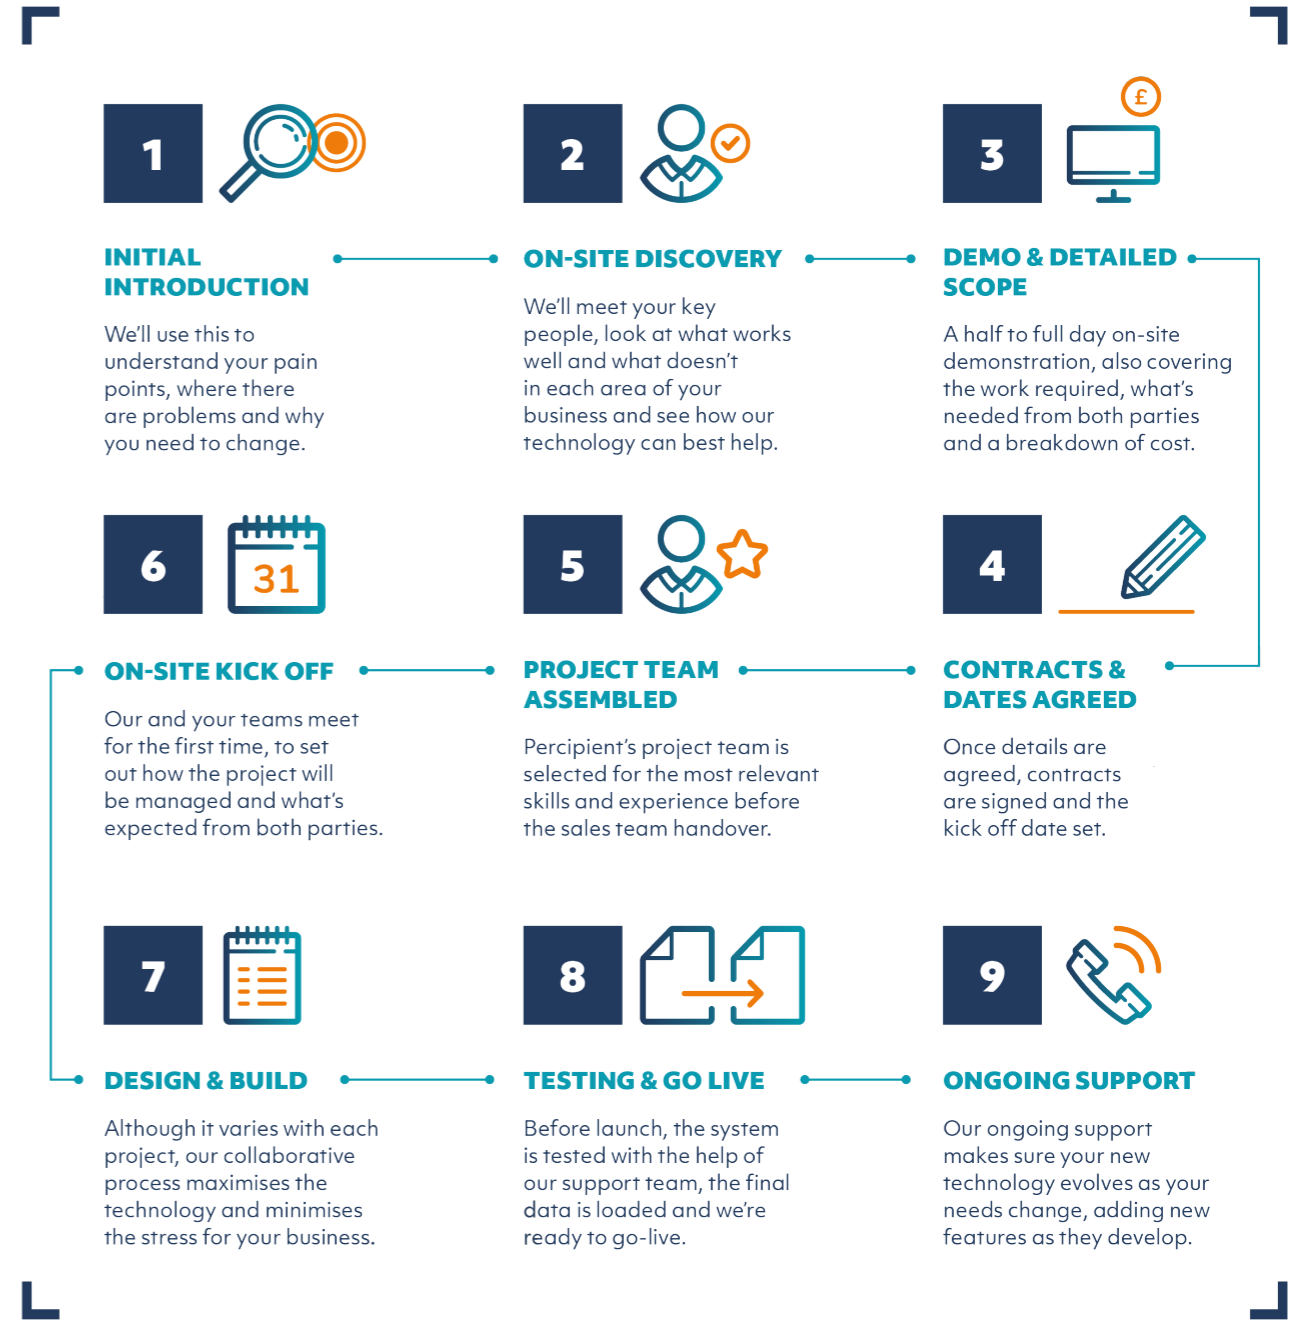 1
INITIAL
INTRODUCTION
We'll use this to
understand your pain
points, where there
are problems and why
you need to change.
2
ON-SITE DISCOVERY
We'll meet your key
people, look at what works
well and what doesn't
in each area of your
business and see how our
technology can best help.
£
3
DEMO & DETAILED
SCOPE
A half to full day on-site
demonstration, also covering
the work required, what's
needed from both parties
and a breakdown of cost.
4
CONTRACTS &
DATES AGREED
Once details are
agreed, contracts
are signed and the
kick off date set.
5
PROJECT TEAM
ASSEMBLED
Percipient's project team is
selected for the most relevant
skills and experience before
the sales team handover.
6
31
ON-SITE KICK OFF
Our and your teams meet
for the first time, to set
out how the project will
be managed and what's
expected from both parties.
7
DESIGN & BUILD
Although it varies with each
project, our collaborative
process maximises the
technology and minimises
the stress for your business.
8
TESTING & GO LIVE
Before launch, the system
is tested with the help of
our support team, the final
data is loaded and we're
ready to go-live.
9
ONGOING SUPPORT
Our ongoing support
makes sure your new
technology evolves as your
needs change, adding new
features as they develop.